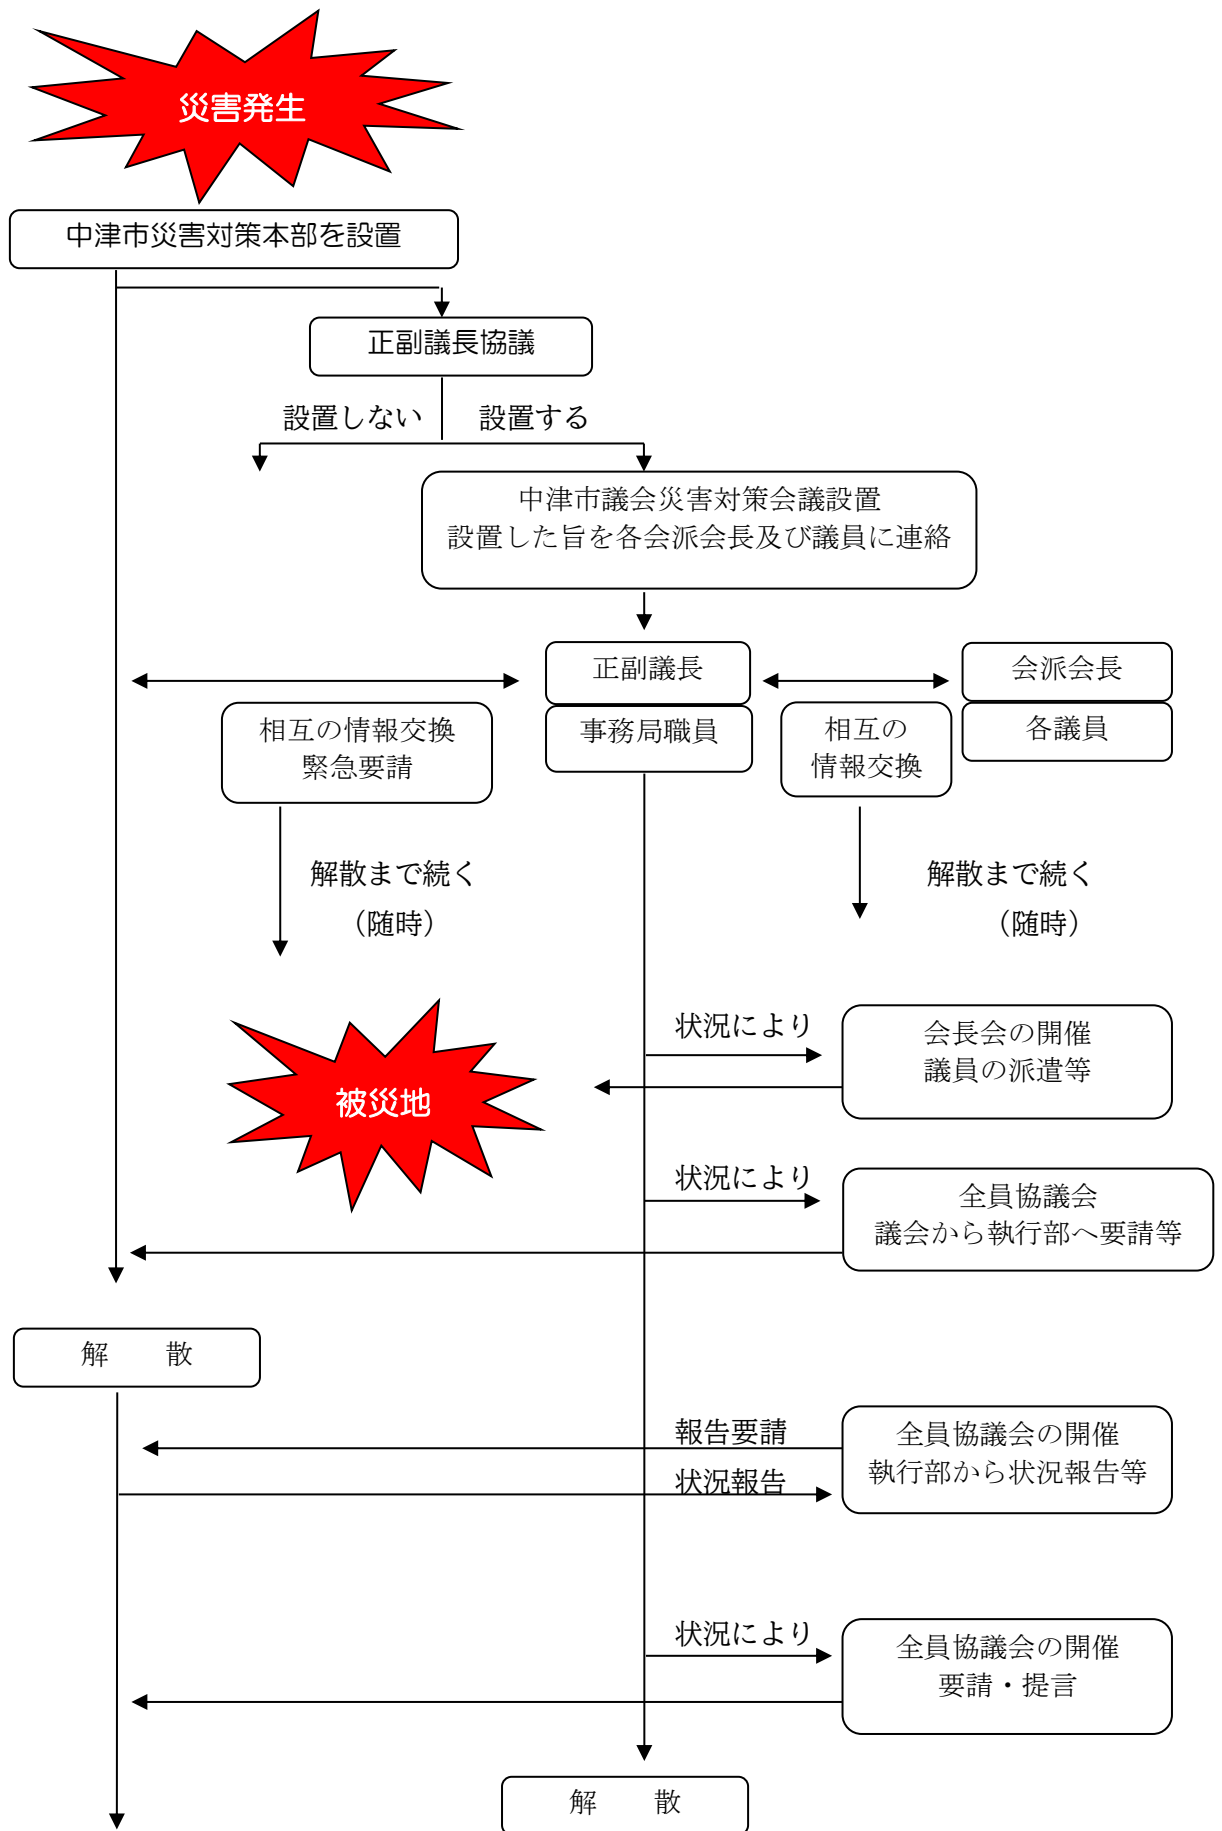 災害発生
中津市災害対策本部を設置
正副議長協議
設置しない
設置する
中津市議会災害対策会議設置
設置した旨を各会派会長及び議員に連絡
正副議長
会派会長
事務局職員
各議員
相互の情報交換
緊急要請
相互の
情報交換
解散まで続く
（随時）
解散まで続く
（随時）
状況により
会長会の開催
議員の派遣等
被災地
状況により
全員協議会
議会から執行部へ要請等
解　　散
報告要請
全員協議会の開催
執行部から状況報告等
状況報告
状況により
全員協議会の開催
要請・提言
解　　散